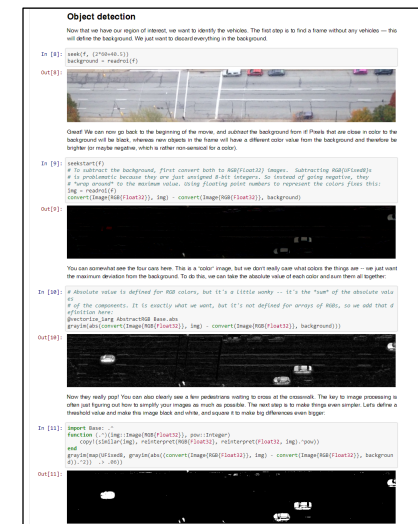 Object detection
Now that we have our region of interest, we want to identify the vehicles. The first step is to find a frame without any vehicles — this
will define the background. We just want to discard everything in the background.
In [8]: seek(f, (2*60+40.5))
background = readroi(f)
Out[8]:
Great! We can now go back to the beginning of the movie, and subtract the background from it! Pixels that are close in color to the
background will be black, whereas new objects in the frame will have a different color value from the background and therefore be
brighter (or maybe negative, which is rather non-sensical for a color).
In [9]: seekstart(f)
# To subtract the background, first convert both to RGB{Float32} images. Subtracting RGB{UFixed8}s
# is problematic because they are just unsigned 8-bit integers. So instead of going negative, they
# "wrap around" to the maximum value. Using floating point numbers to represent the colors fixes this:
img = readroi(f)
convert(Image{RGB{Float32}}, img) - convert(Image{RGB{Float32}}, background)
Out[9]:
You can somewhat see the four cars here. This is a "color" image, but we don't really care what colors the things are -- we just want
the maximum deviation from the background. To do this, we can take the absolute value of each color and sum them all together:
In [10]: # Absolute value is defined for RGB colors, but it's a little wonky -- it's the *sum* of the absolute valu
es
# of the components. It is exactly what we want, but it's not defined for arrays of RGBs, so we add that d
efinition here:
@vectorize_1arg AbstractRGB Base.abs
grayim(abs(convert(Image{RGB{Float32}}, img) - convert(Image{RGB{Float32}}, background)))
Out[10]:
Now they really pop! You can also clearly see a few pedestrians waiting to cross at the crosswalk. The key to image processing is
often just figuring out how to simplify your images as much as possible. The next step is to make things even simpler. Let's define a
threshold value and make this image black and white, and square it to make big differences even bigger:
In [11]: import Base: .^
function (.^)(img::Image{RGB{Float32}}, pow::Integer)
copy!(similar(img), reinterpret(RGB{Float32}, reinterpret(Float32, img).^pow))
end
grayim(map(UFixed8, grayim(abs((convert(Image{RGB{Float32}}, img) - convert(Image{RGB{Float32}}, backgroun
d)).^2)) .> .06))
Out[11]: